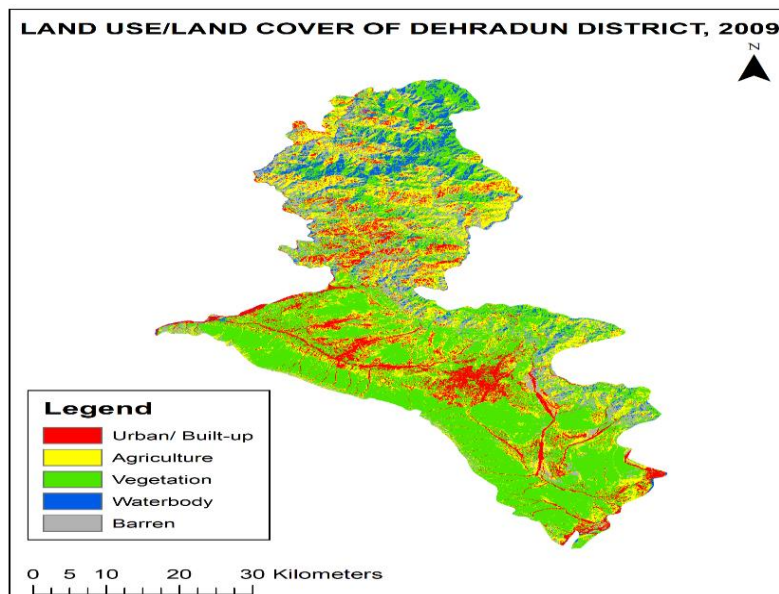 LAND USE/LAND COVER OF DEHRADUN DISTRICT, 2009
N
Legend
Urban/ Built-up
Agriculture
Vegetation
Waterbody
Barren
0 5 10 20 30 Kilometers